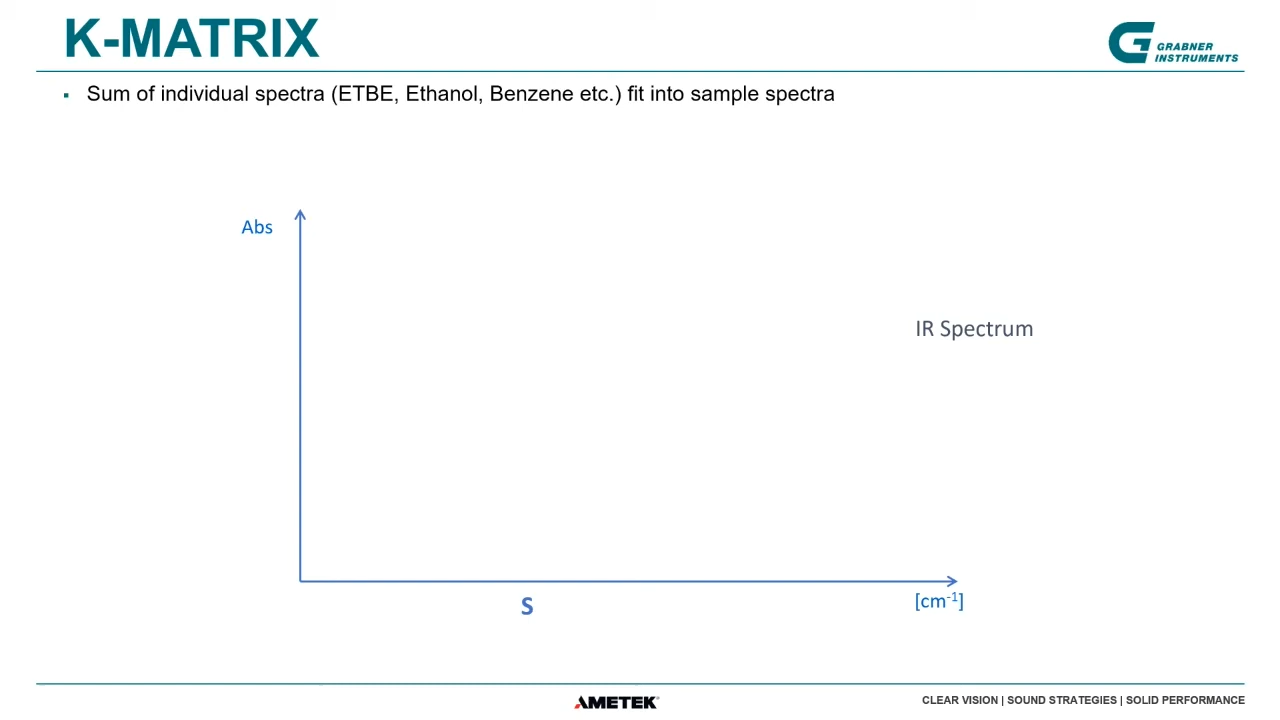 K-MATRIX
GRABNER
INSTRUMENTS
▪ Sum of individual spectra (ETBE, Ethanol, Benzene etc.) fit into sample spectra
Abs
IR Spectrum
S
[cm⁻¹]
AMETEK®
CLEAR VISION | SOUND STRATEGIES | SOLID PERFORMANCE